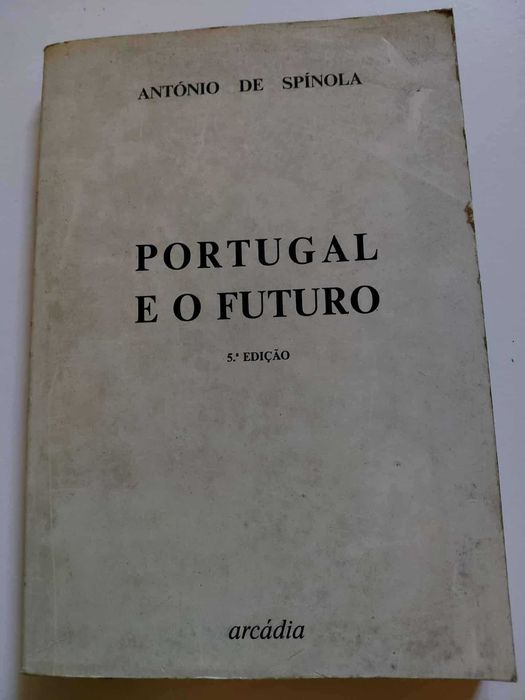 ANTÓNIO DE SPÍNOLA
PORTUGAL
E O FUTURO
5.ª EDIÇÃO
arcádia